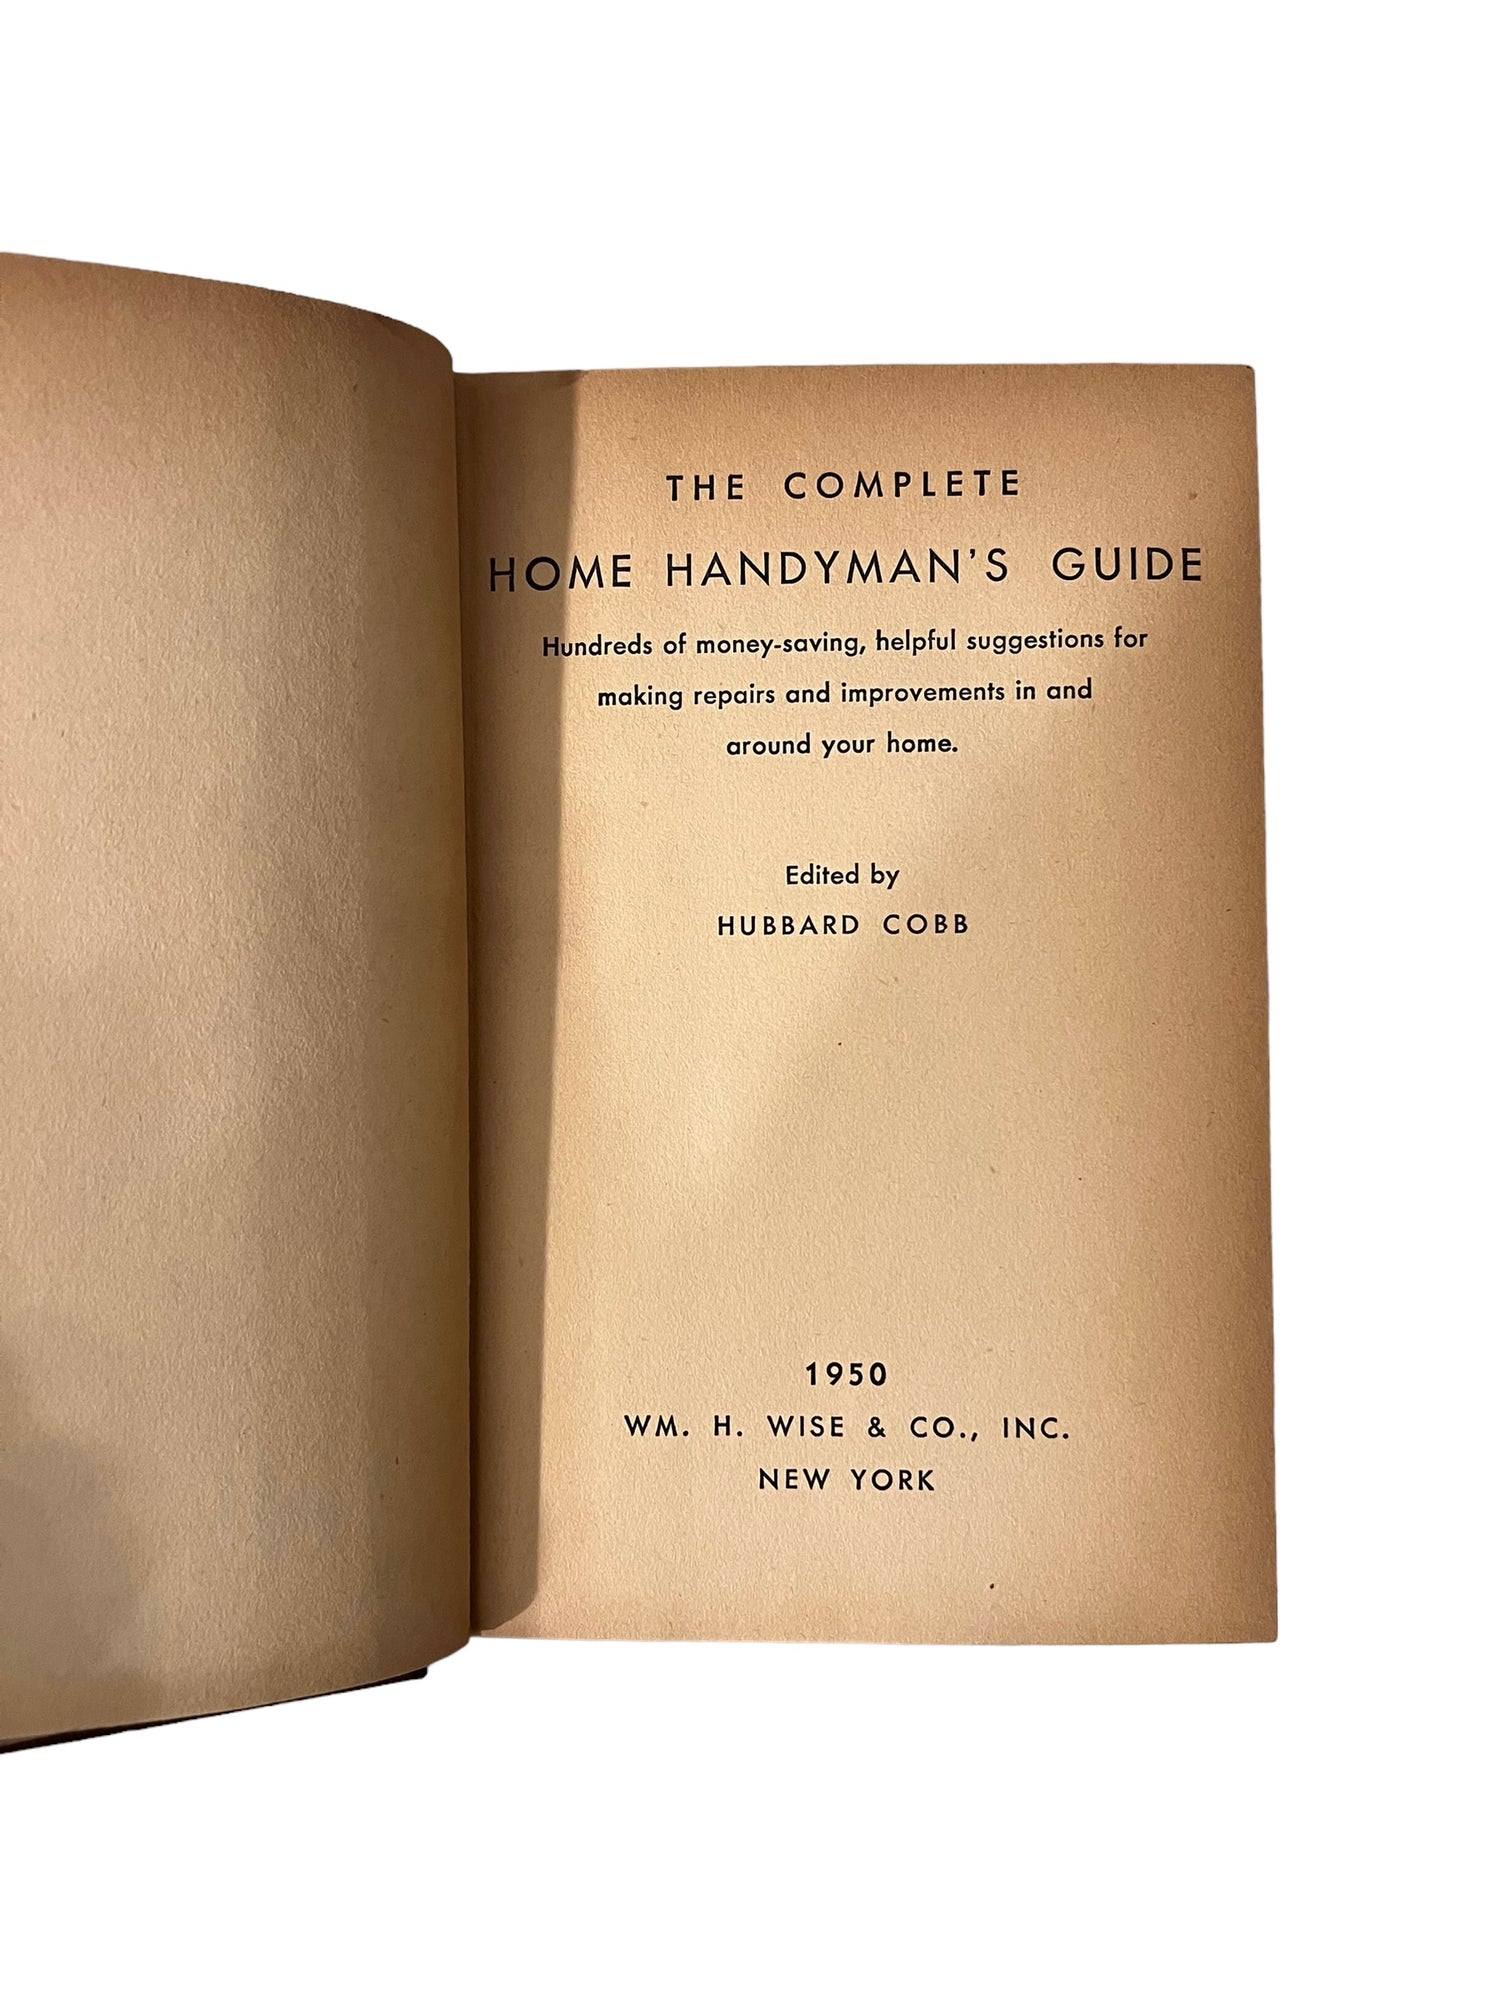 THE COMPLETE
HOME HANDYMAN'S GUIDE
Hundreds of money-saving, helpful suggestions for
making repairs and improvements in and
around your home.
Edited by
HUBBARD COBB
1950
WM. H. WISE & CO., INC.
NEW YORK